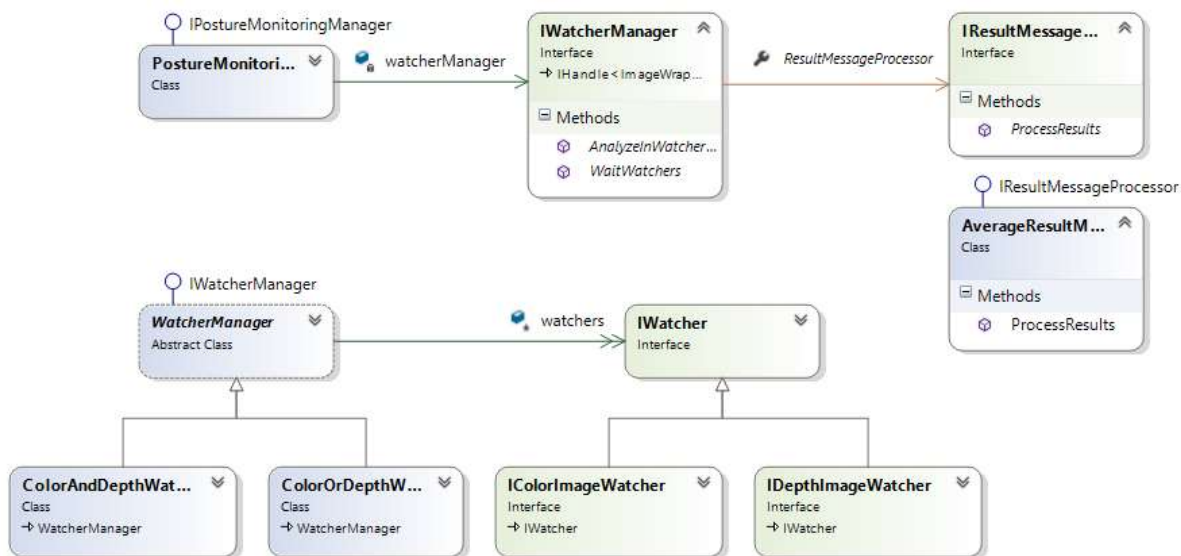 IPostureMonitoringManager
PostureMonitori...
Class
watcherManager
IWatcherManager
Interface
IHandle<ImageWrap...
Methods
AnalyzeInWatcher...
WaitWatchers
ResultMessageProcessor
IResultMessage...
Interface
Methods
ProcessResults
IResultMessageProcessor
AverageResultM...
Class
Methods
ProcessResults
IWatcherManager
WatcherManager
Abstract Class
watchers
IWatcher
Interface
ColorAndDepthWat...
Class
WatcherManager
ColorOrDepthW...
Class
WatcherManager
IColorImageWatcher
Interface
IWatcher
IDepthImageWatcher
Interface
IWatcher